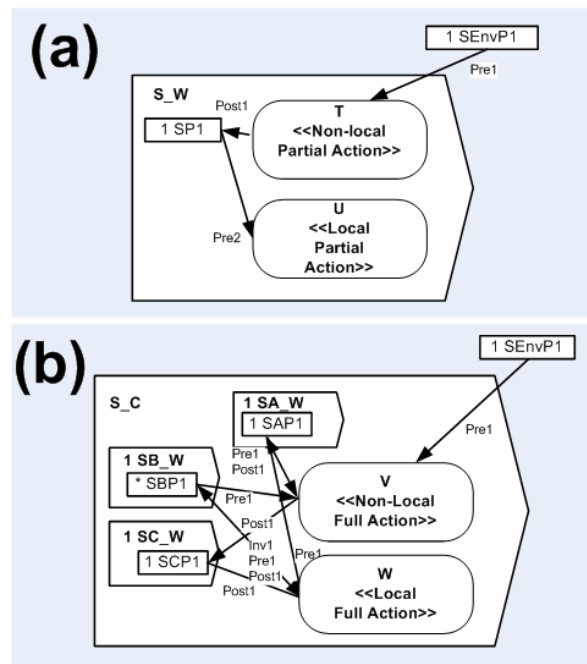 (a)
1 SEnvP1
Pre1
S_W
Post1
1 SP1
T
<<Non-local
Partial Action>>
Pre2
U
<<Local
Partial
Action>>
(b)
1 SEnvP1
Pre1
S_C
1 SA_W
1 SAP1
Pre1
Post1
1 SB_W
* SBP1
Pre1
V
<<Non-Local
Full Action>>
Post1
1 SC_W
1 SCP1
Inv1
Pre1
Post1
Pre1
Post1
W
<<Local
Full Action>>